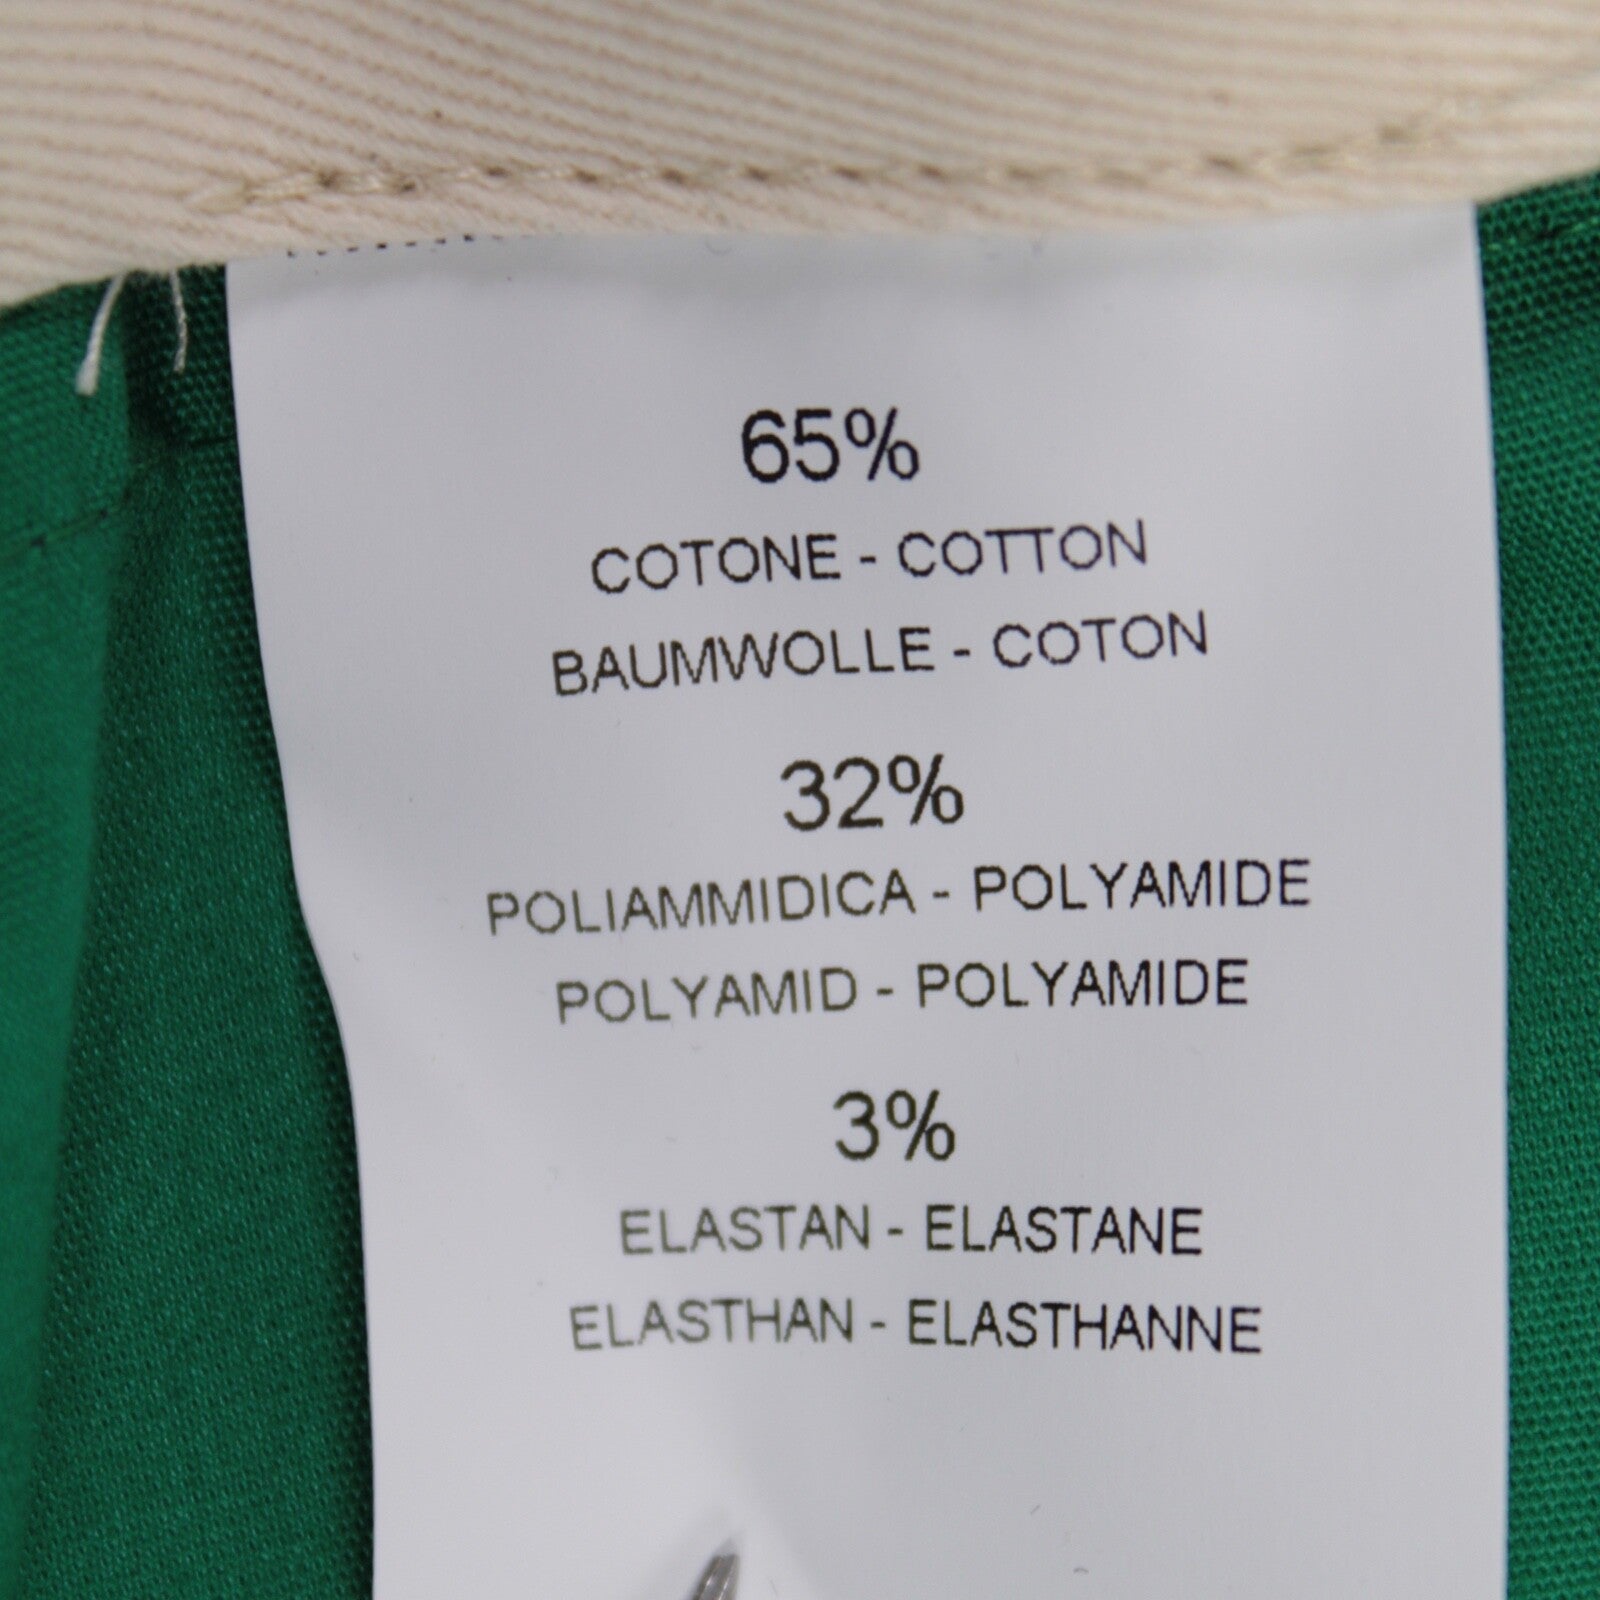 65%
COTONE - COTTON
BAUMWOLLE - COTON
32%
POLIAMMIDICA - POLYAMIDE
POLYAMID - POLYAMIDE
3%
ELASTAN - ELASTANE
ELASTHAN - ELASTHANNE